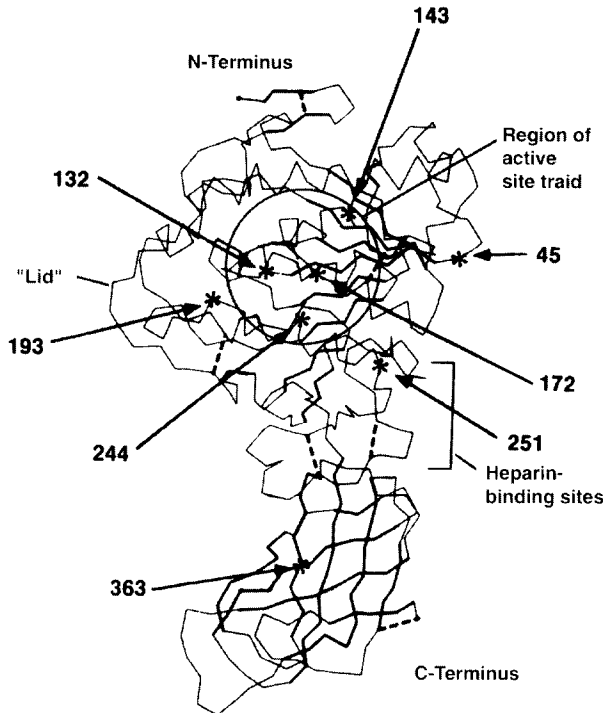 143
N-Terminus
Region of
active
site traid
132
45
"Lid"
193
172
251
244
Heparin-
binding sites
363
C-Terminus